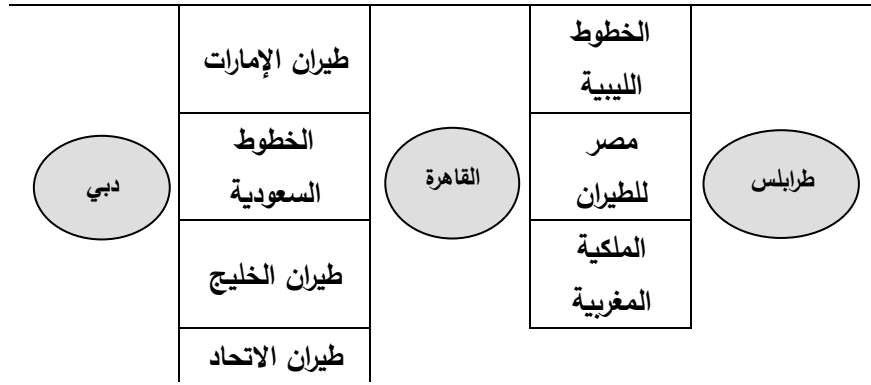 طرابلس
الخطوط
الليبية
مصر
للطيران
الملكية
المغربية
القاهرة
طيران الإمارات
الخطوط
السعودية
طيران الخليج
طيران الاتحاد
دبي